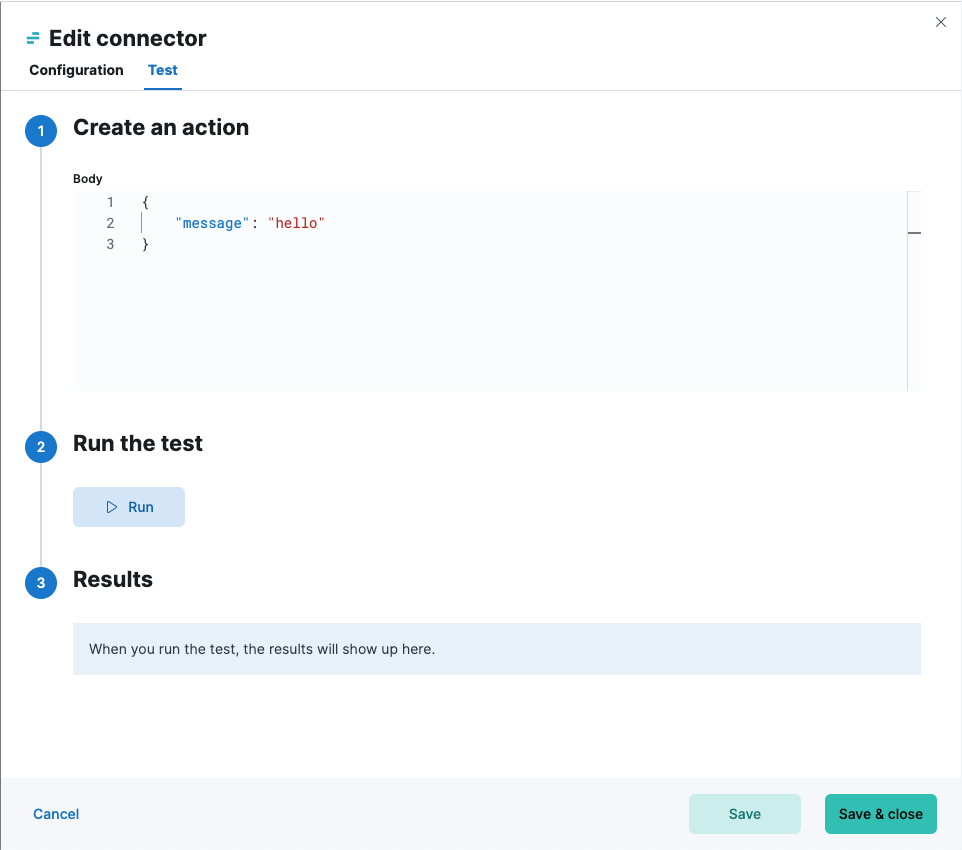 Edit connector
Configuration Test
1 Create an action
Body
1 {
2 "message": "hello"
3 }
2 Run the test
Run
3 Results
When you run the test, the results will show up here.
Cancel Save Save & close